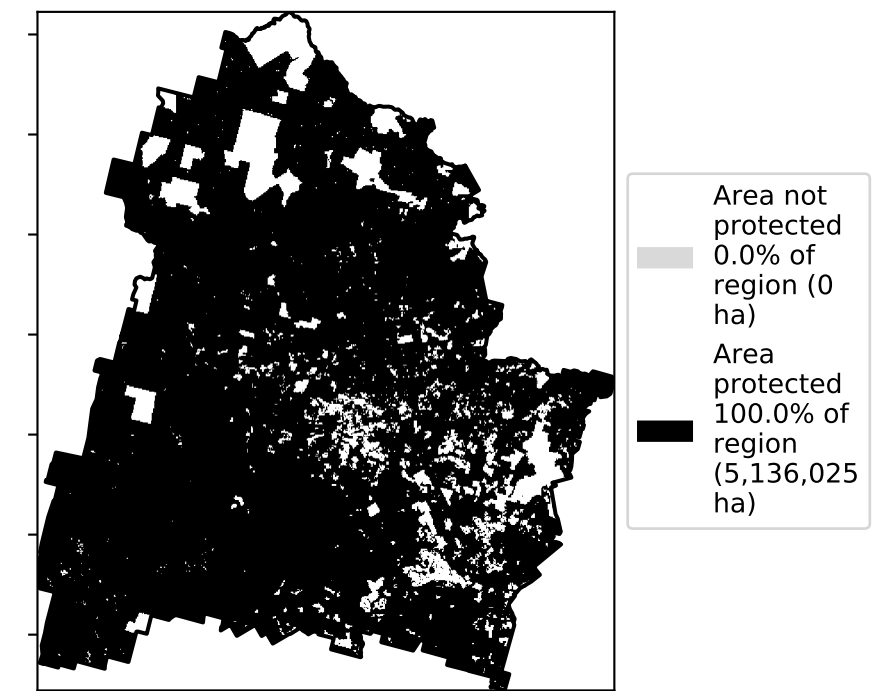 Area not
protected
0.0% of
region (0
ha)
Area
protected
100.0% of
region
(5,136,025
ha)